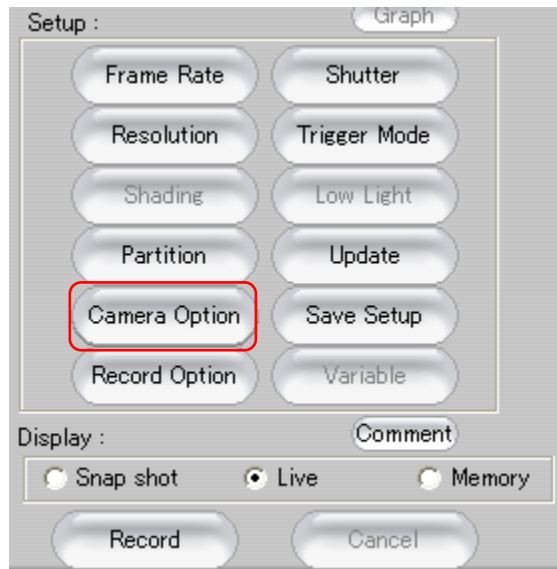 Setup :
Graph
Frame Rate
Shutter
Resolution
Trigger Mode
Shading
Low Light
Partition
Update
Camera Option
Save Setup
Record Option
Variable
Display :
Comment
Snap shot
Live
Memory
Record
Cancel